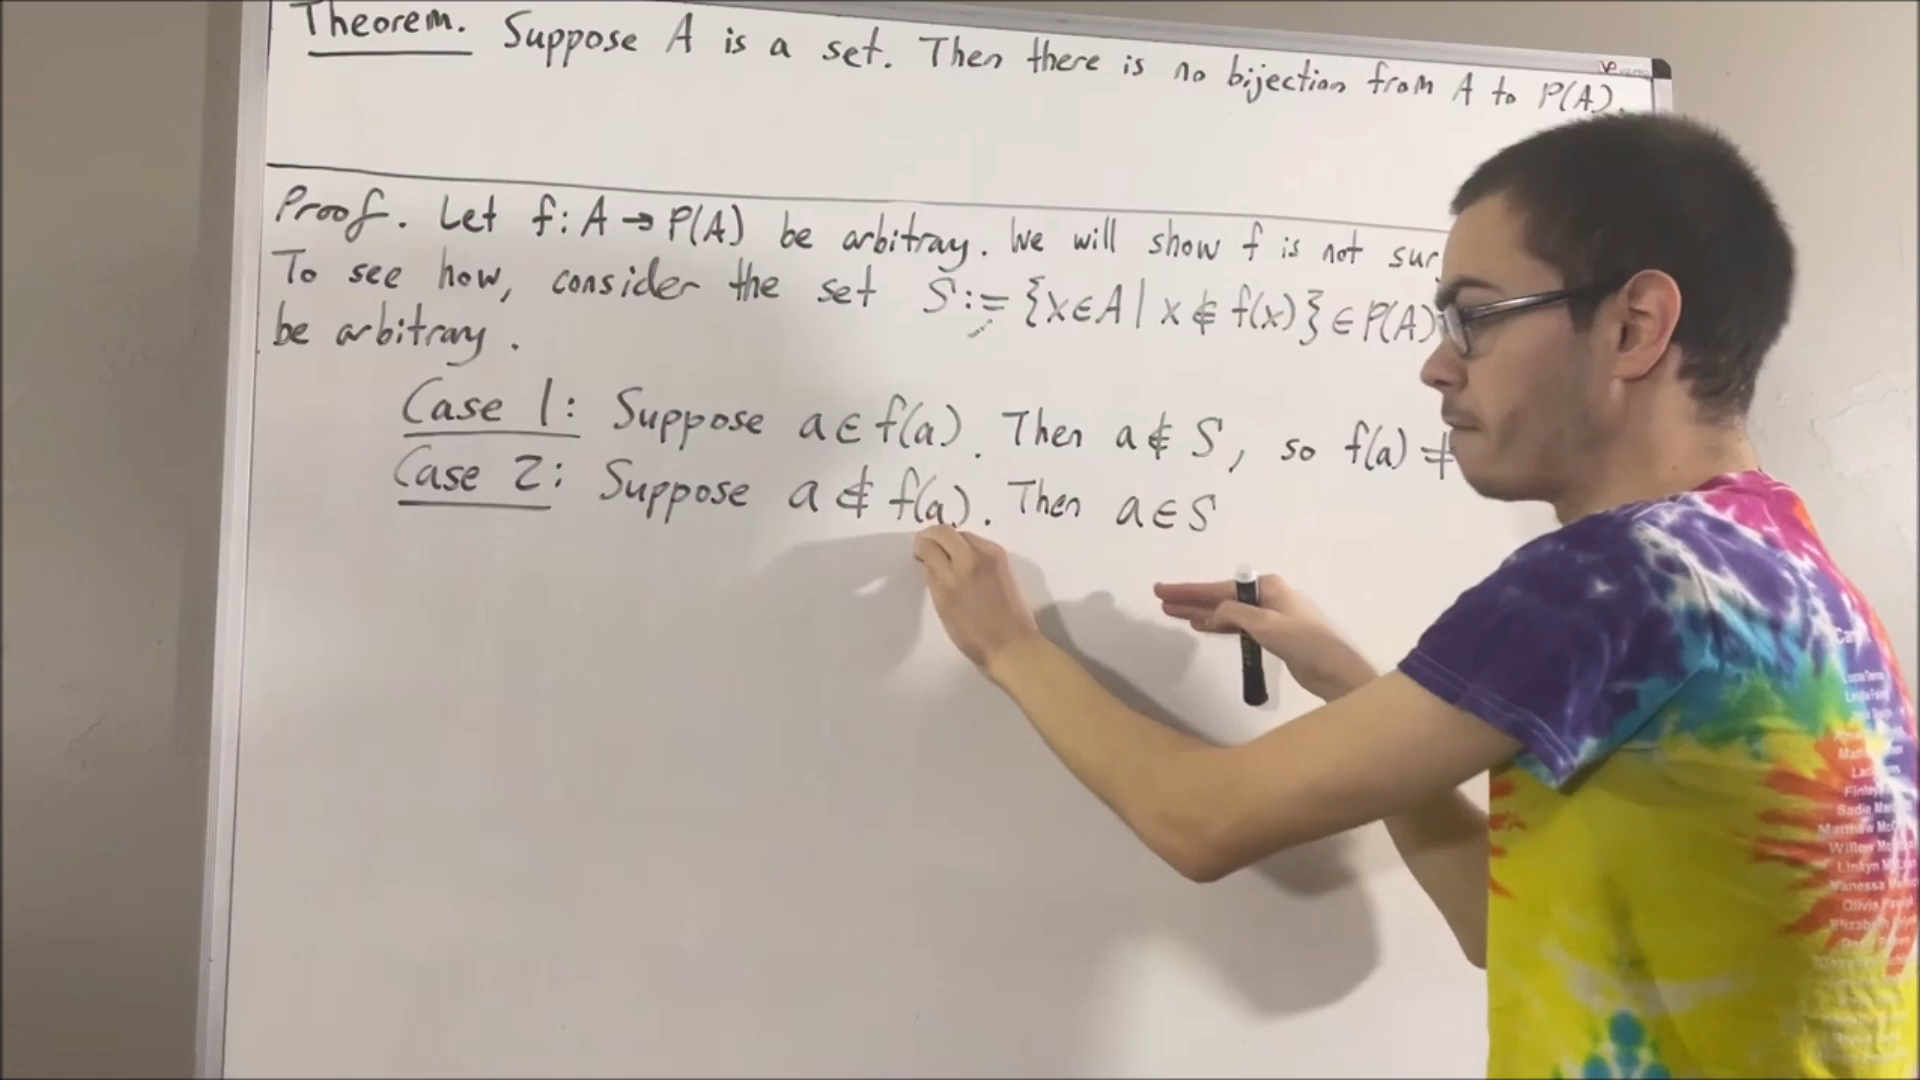 Theorem. Suppose A is a set. Then there is no bijection from A to P(A).
Proof. Let f: A → P(A) be arbitray. We will show f is not sur
To see how, consider the set S := {x ∈ A | x ∉ f(x)} ∈ P(A)
be arbitray.
Case 1: Suppose a ∈ f(a). Then a ∉ S, so f(a) ≠
Case 2: Suppose a ∉ f(a). Then a ∈ S